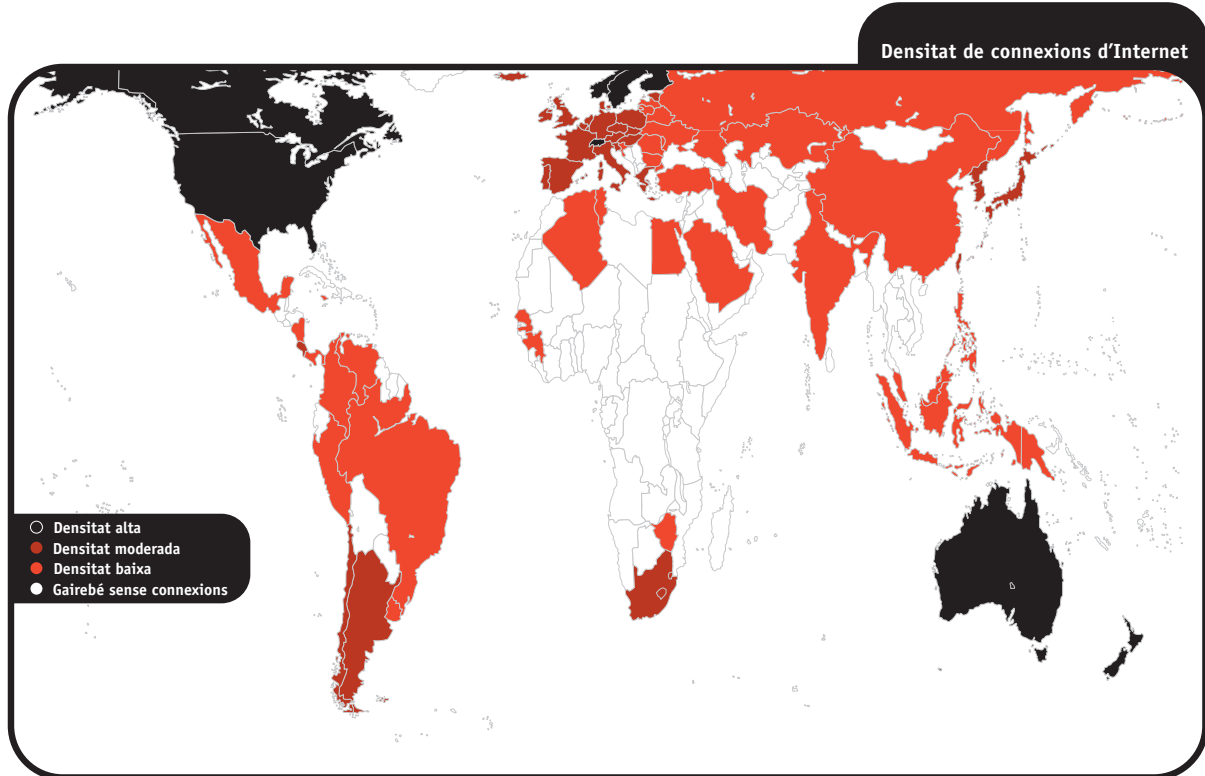 Densitat de connexions d’Internet
Densitat alta
Densitat moderada
Densitat baixa
Gairebé sense connexions